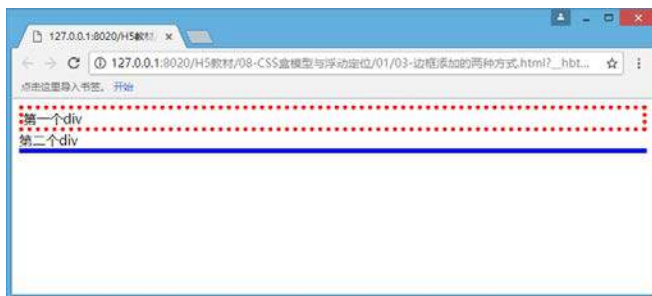 127.0.0.1:8020/H5教材/
127.0.0.1:8020/H5教材/08-CSS盒模型与浮动定位/01/03-边框添加的两种方式.html?__hbt...
点击这里导入书签。 开始
第一个div
第二个div